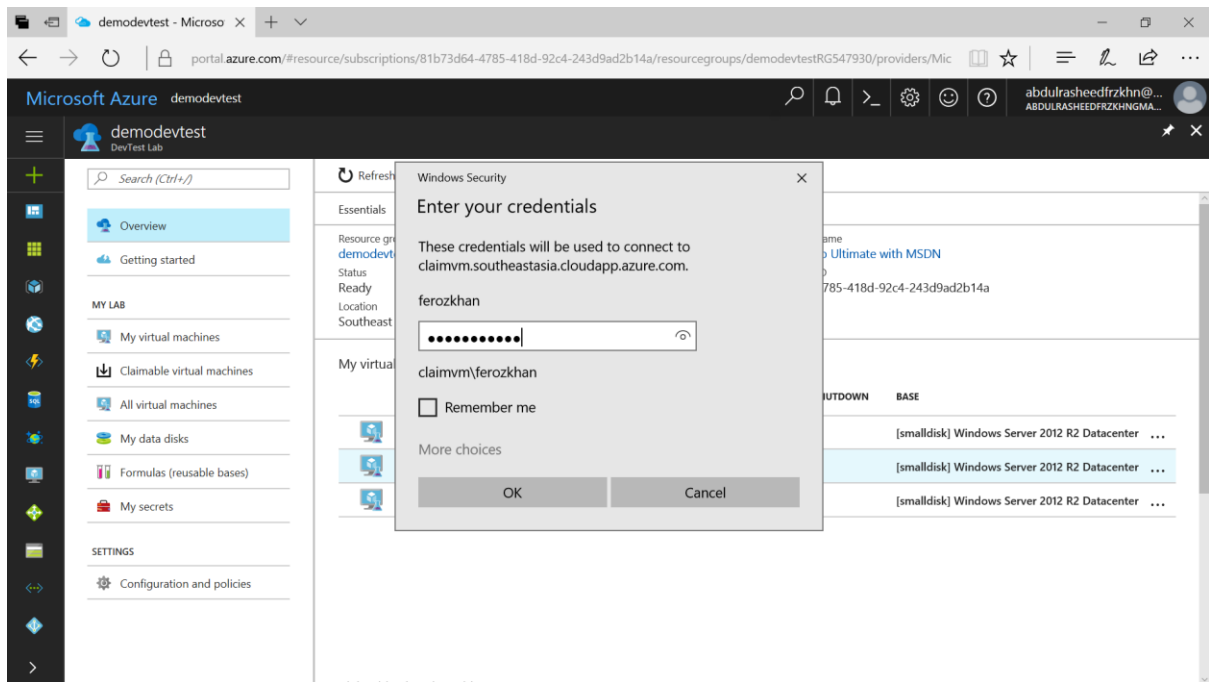 demodevtest - Microso
portal.azure.com/#resource/subscriptions/81b73d64-4785-418d-92c4-243d9ad2b14a/resourcegroups/demodevtestRG547930/providers/Mic
Microsoft Azure demodevtest
abdulrasheedfrzkhn@...
ABDULRASHEEDFRZKHNGMA...
demodevtest
DevTest Lab
Search (Ctrl+/)
Overview
Getting started
MY LAB
My virtual machines
Claimable virtual machines
All virtual machines
My data disks
Formulas (reusable bases)
My secrets
SETTINGS
Configuration and policies
Refresh
Essentials
Resource gr
demodevt
Status
Ready
Location
Southeast
ame
o Ultimate with MSDN
785-418d-92c4-243d9ad2b14a
My virtual
UTDOWN BASE
[smalldisk] Windows Server 2012 R2 Datacenter ...
[smalldisk] Windows Server 2012 R2 Datacenter ...
[smalldisk] Windows Server 2012 R2 Datacenter ...
Windows Security
Enter your credentials
These credentials will be used to connect to
claimvm.southeastasia.cloudapp.azure.com.
ferozkhan
claimvm\ferozkhan
Remember me
More choices
OK Cancel